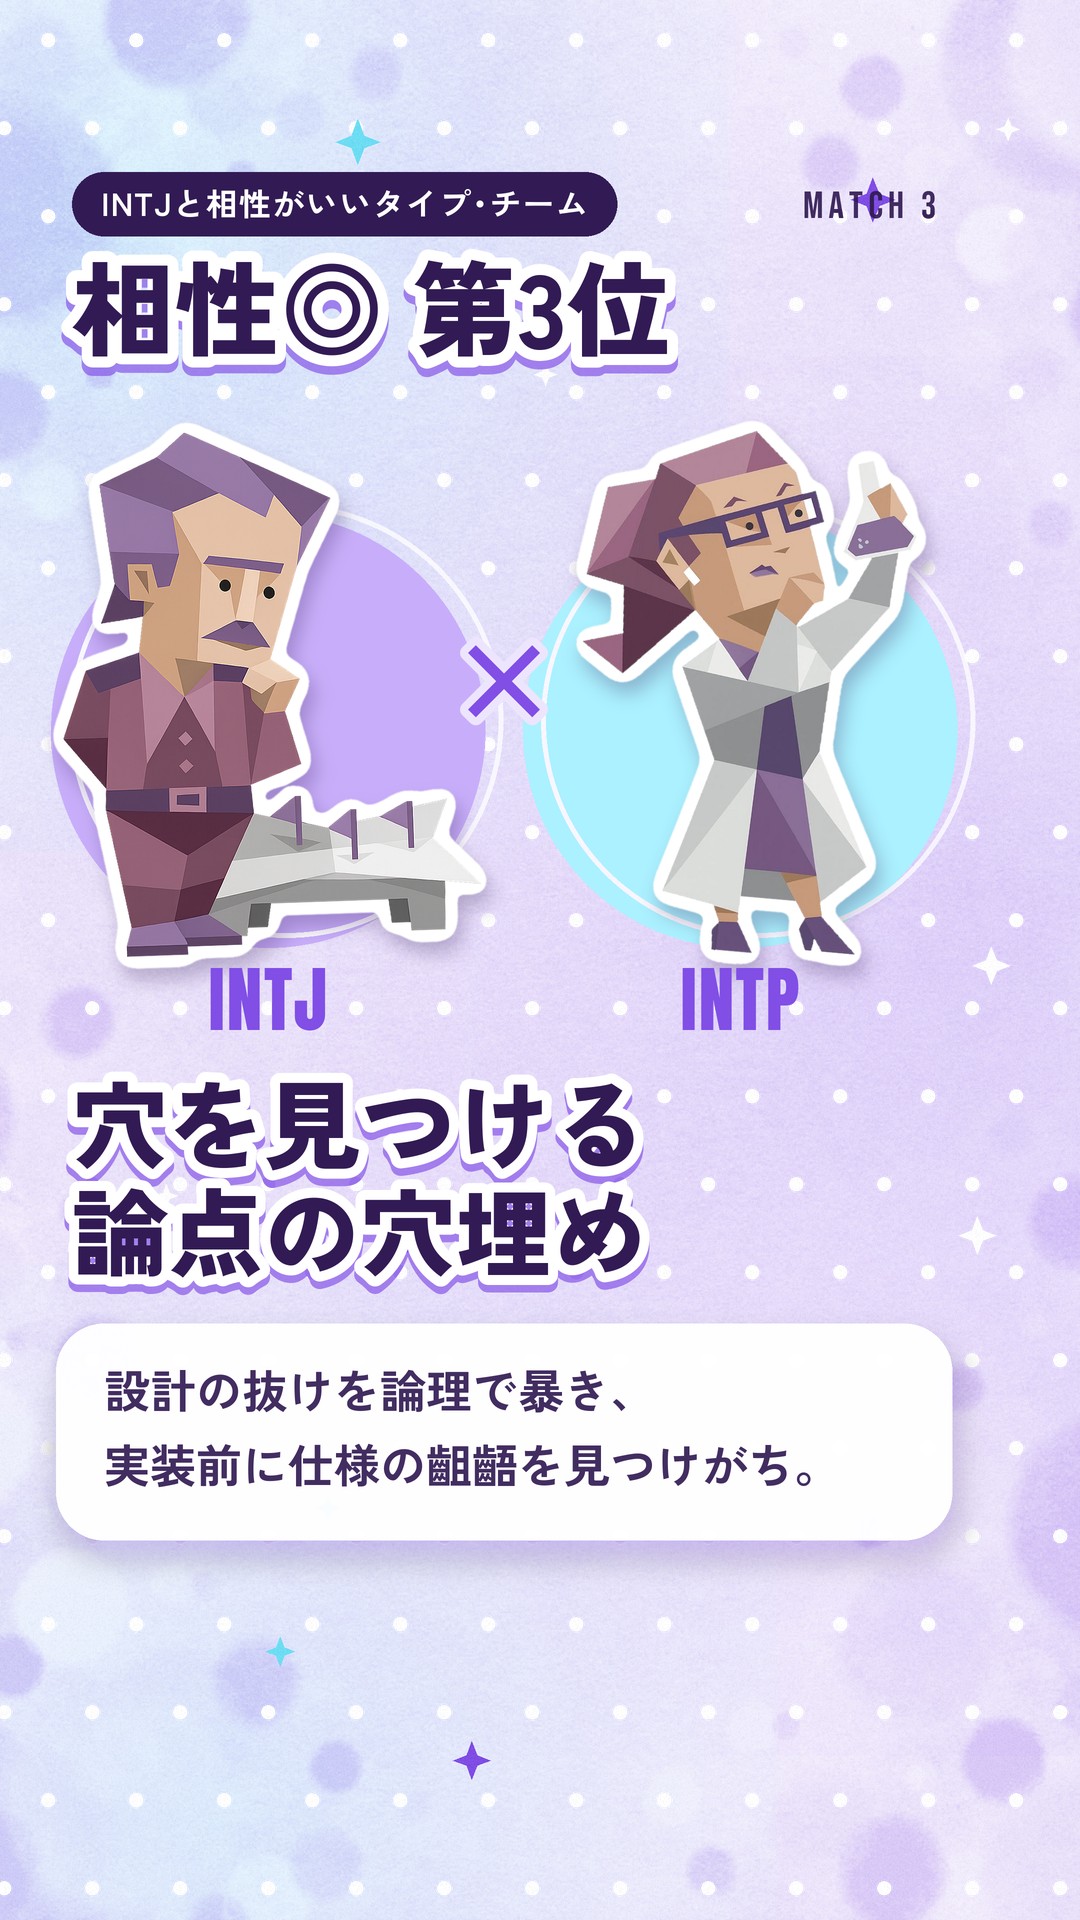 INTJと相性がいいタイプ・チーム
MATCH 3
相性◎ 第3位
×
INTJ
INTP
穴を見つける
論点の穴埋め
設計の抜けを論理で暴き、
実装前に仕様の齟齬を見つけがち。